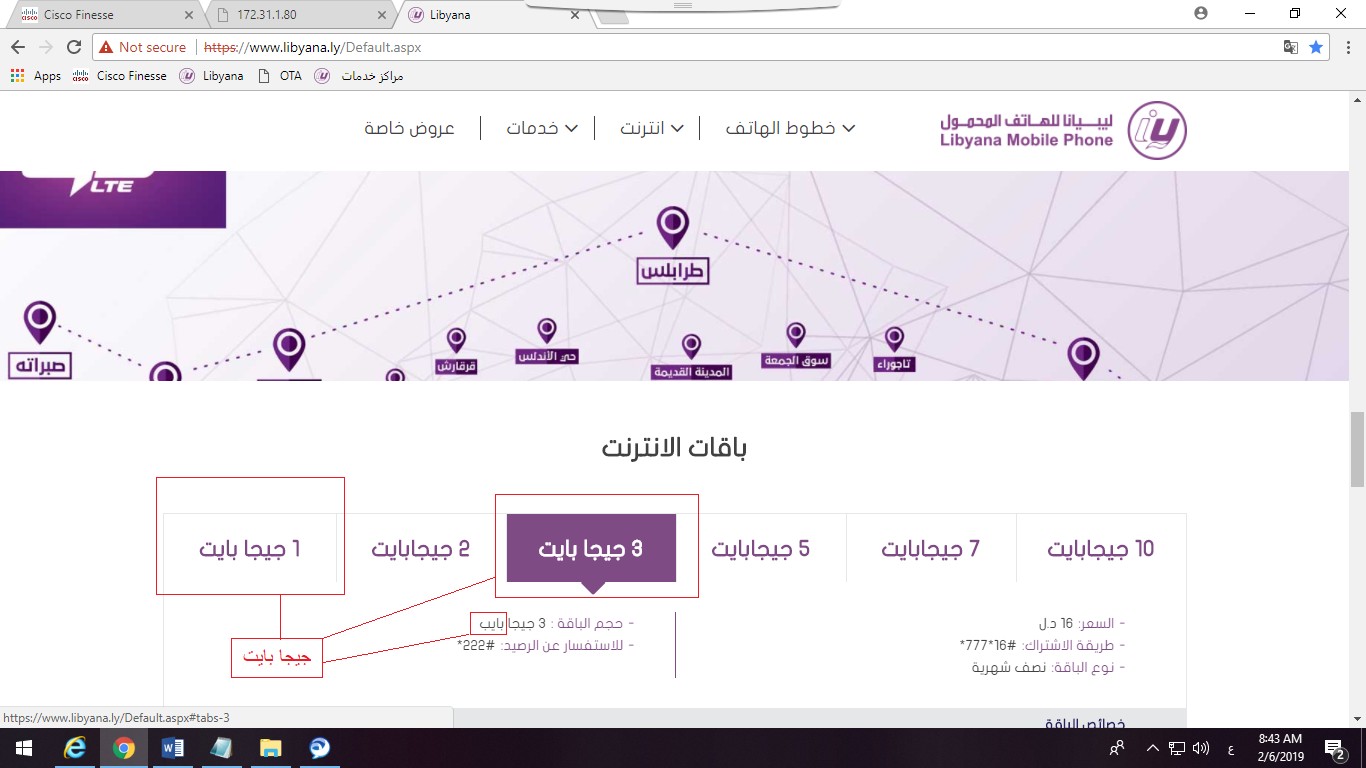 Cisco Finesse
172.31.1.80
Libyana
Not secure
https://www.libyana.ly/Default.aspx
Apps
Cisco Finesse
Libyana
OTA
مراكز خدمات
ليبيانا للهاتف المحمول
Libyana Mobile Phone
خطوط الهاتف
انترنت
خدمات
عروض خاصة
LTE
طرابلس
صبراته
قرقارش
حي الأندلس
المدينة القديمة
سوق الجمعة
تاجوراء
باقات الانترنت
10 جيجابايت
7 جيجابايت
5 جيجابايت
3 جيجا بايت
2 جيجابايت
1 جيجا بايت
- السعر: 16 د.ل
- طريقة الاشتراك: #16*777*
- نوع الباقة: نصف شهرية
- حجم الباقة : 3 جيجا بايب
- للاستفسار عن الرصيد: #222*
جيجا بايت
خصائص الباقة
https://www.libyana.ly/Default.aspx#tabs-3
ع
8:43 AM
2/6/2019
2